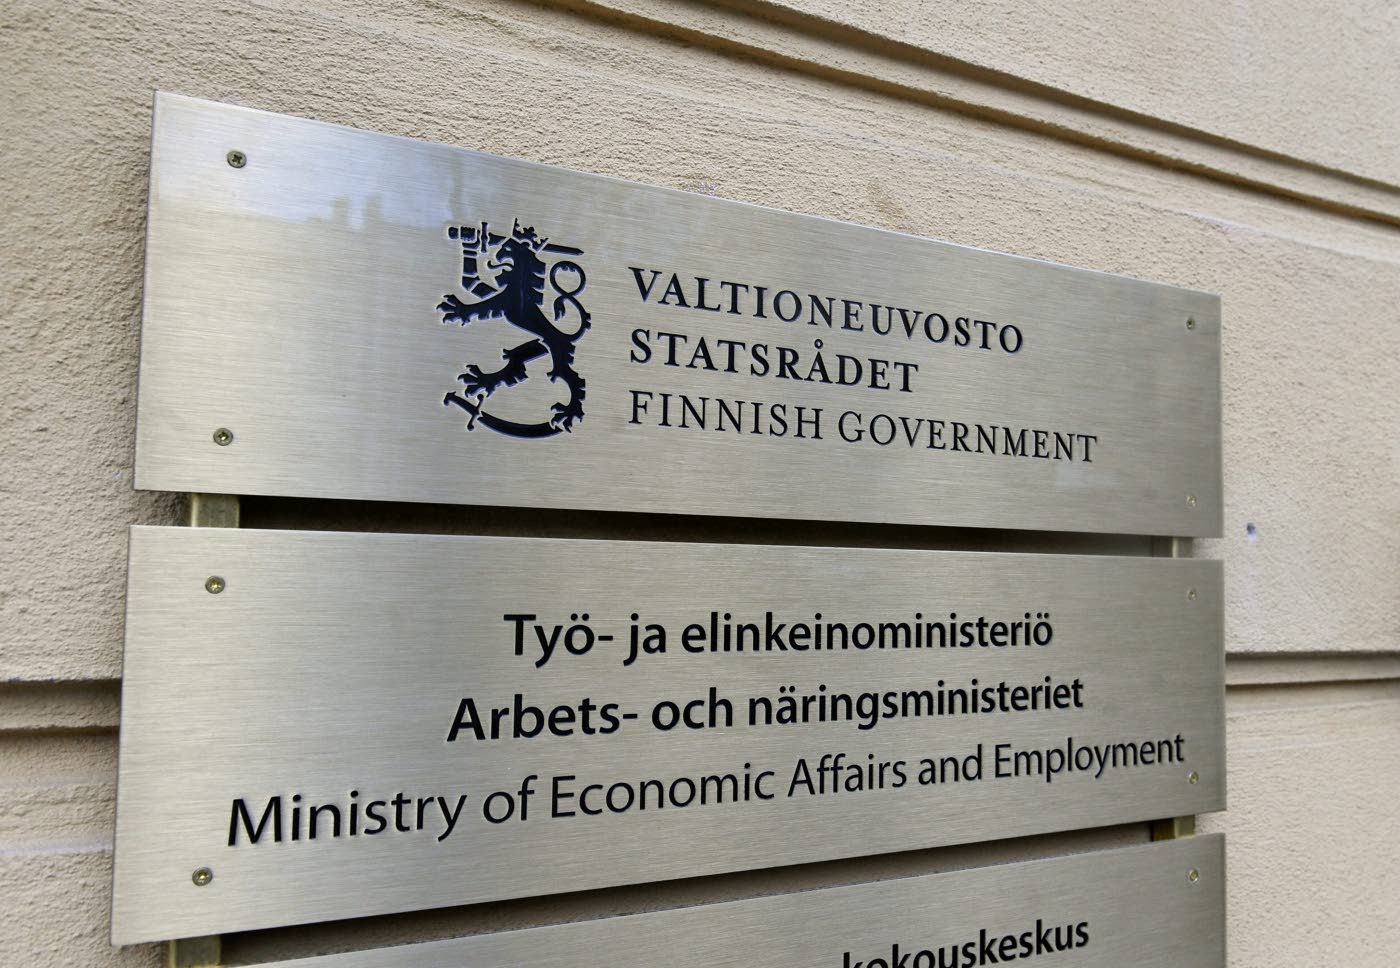 VALTIONEUVOSTO
STATSRÅDET
FINNISH GOVERNMENT
Työ- ja elinkeinoministeriö
Arbets- och näringsministeriet
Ministry of Economic Affairs and Employment
kokouskeskus